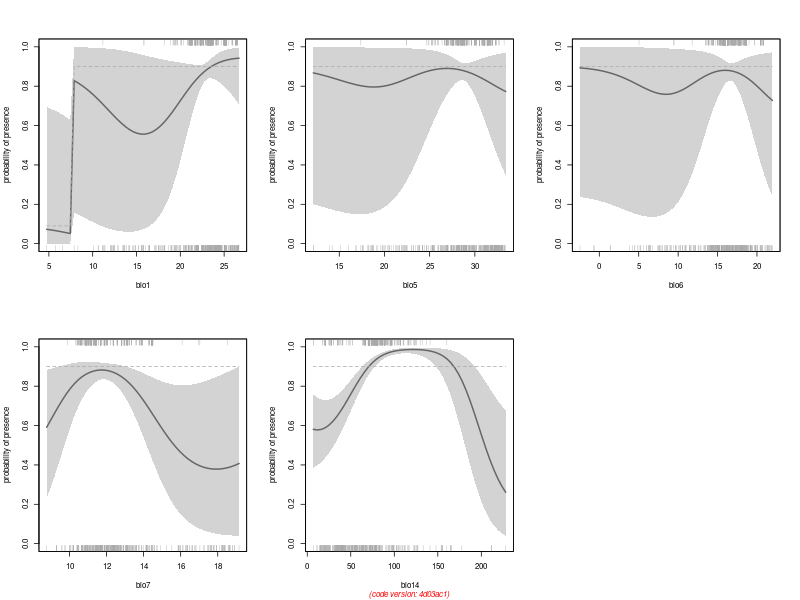 probability of presence
0.0 0.2 0.4 0.6 0.8 1.0
5 10 15 20 25
bio1
probability of presence
0.0 0.2 0.4 0.6 0.8 1.0
15 20 25 30
bio5
probability of presence
0.0 0.2 0.4 0.6 0.8 1.0
0 5 10 15 20
bio6
probability of presence
0.0 0.2 0.4 0.6 0.8 1.0
10 12 14 16 18
bio7
probability of presence
0.0 0.2 0.4 0.6 0.8 1.0
0 50 100 150 200
bio14
(code version: 4d03ac1)